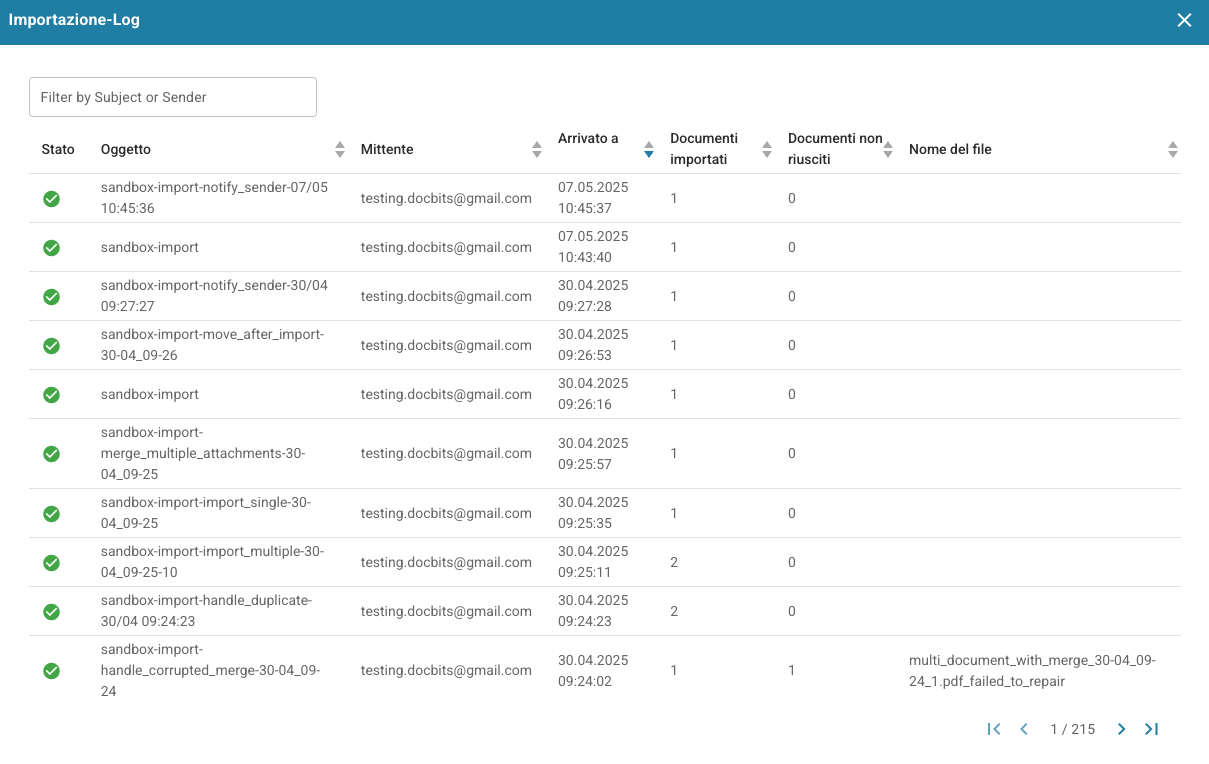 Importazione-Log
Filter by Subject or Sender
Stato
Oggetto
Mittente
Arrivato a
Documenti
importati
Documenti non
riusciti
Nome del file
sandbox-import-notify_sender-07/05
10:45:36
testing.docbits@gmail.com
07.05.2025
10:45:37
1
0
sandbox-import
testing.docbits@gmail.com
07.05.2025
10:43:40
1
0
sandbox-import-notify_sender-30/04
09:27:27
testing.docbits@gmail.com
30.04.2025
09:27:28
1
0
sandbox-import-move_after_import-
30-04_09-26
testing.docbits@gmail.com
30.04.2025
09:26:53
1
0
sandbox-import
testing.docbits@gmail.com
30.04.2025
09:26:16
1
0
sandbox-import-
merge_multiple_attachments-30-
04_09-25
testing.docbits@gmail.com
30.04.2025
09:25:57
1
0
sandbox-import-import_single-30-
04_09-25
testing.docbits@gmail.com
30.04.2025
09:25:35
1
0
sandbox-import-import_multiple-30-
04_09-25-10
testing.docbits@gmail.com
30.04.2025
09:25:11
2
0
sandbox-import-handle_duplicate-
30/04 09:24:23
testing.docbits@gmail.com
30.04.2025
09:24:23
2
0
sandbox-import-
handle_corrupted_merge-30-04_09-
24
testing.docbits@gmail.com
30.04.2025
09:24:02
1
1
multi_document_with_merge_30-04_09-
24_1.pdf_failed_to_repair
1 / 215